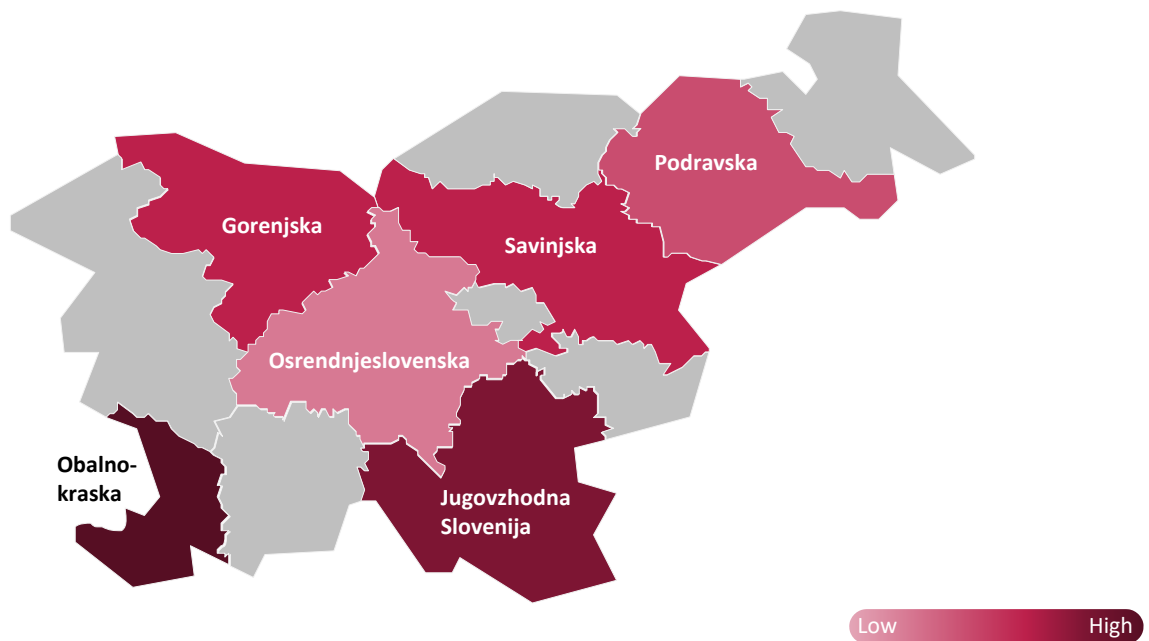 Podravska
Gorenjska
Savinjska
Osrendnjeslovenska
Obalno-
kraska
Jugovzhodna
Slovenija
Low High